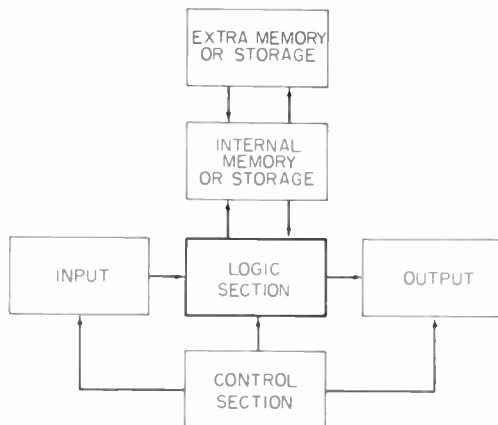 EXTRA MEMORY
OR STORAGE
INTERNAL
MEMORY
OR STORAGE
INPUT
LOGIC
SECTION
OUTPUT
CONTROL
SECTION